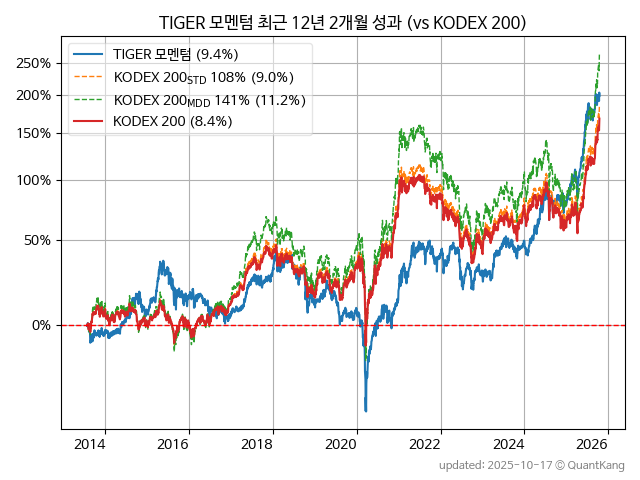 TIGER 모멘텀 최근 12년 2개월 성과 (vs KODEX 200)
TIGER 모멘텀 (9.4%)
KODEX 200STD 108% (9.0%)
KODEX 200MDD 141% (11.2%)
KODEX 200 (8.4%)
250%
200%
150%
100%
50%
0%
2014 2016 2018 2020 2022 2024 2026
updated: 2025-10-17 © QuantKang